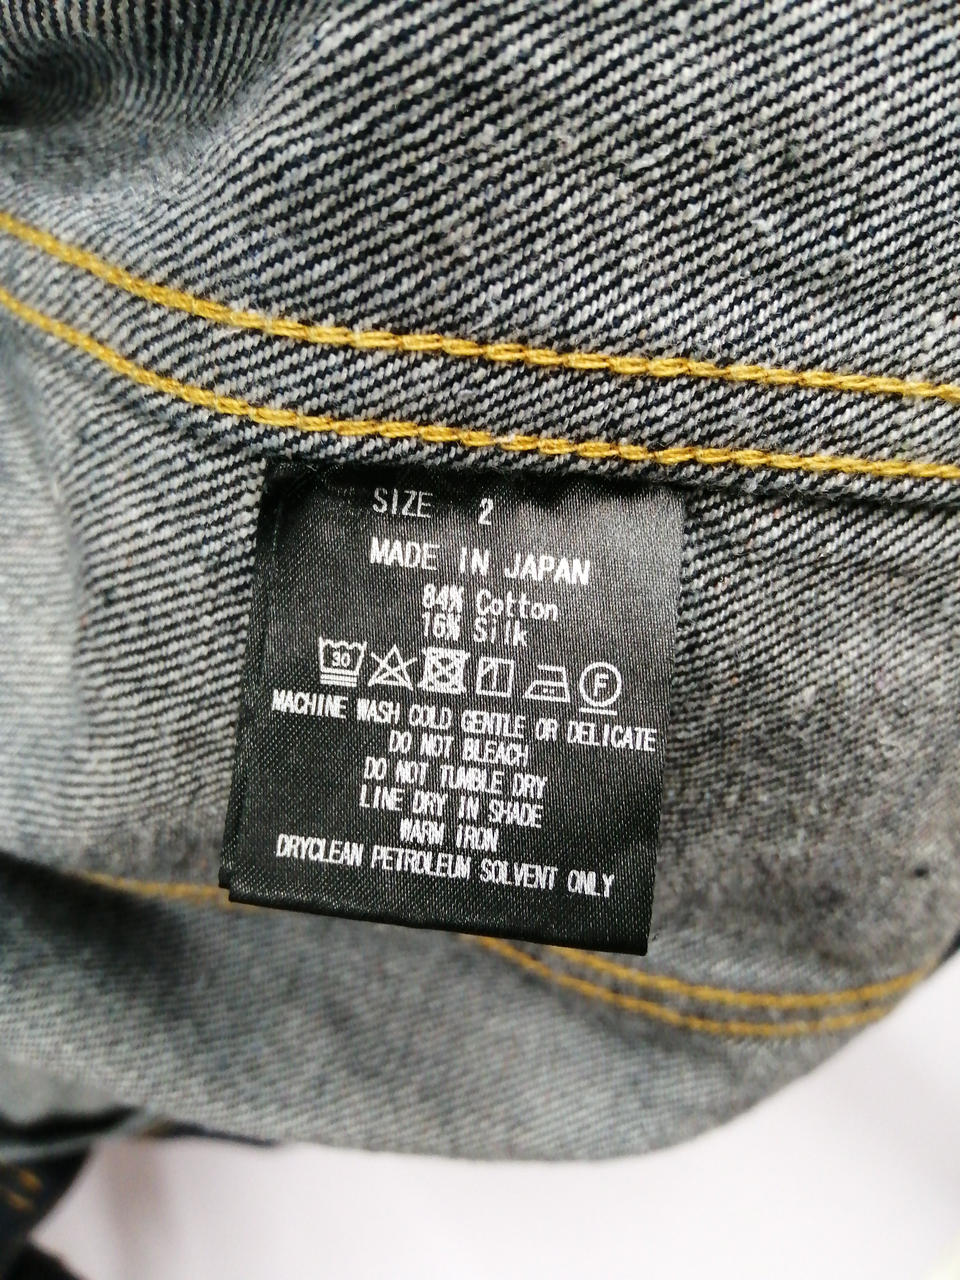 SIZE 2
MADE IN JAPAN
84% Cotton
16% Silk
30 F
MACHINE WASH COLD GENTLE OR DELICATE
DO NOT BLEACH
DO NOT TUMBLE DRY
LINE DRY IN SHADE
WARM IRON
DRYCLEAN PETROLEUM SOLVENT ONLY